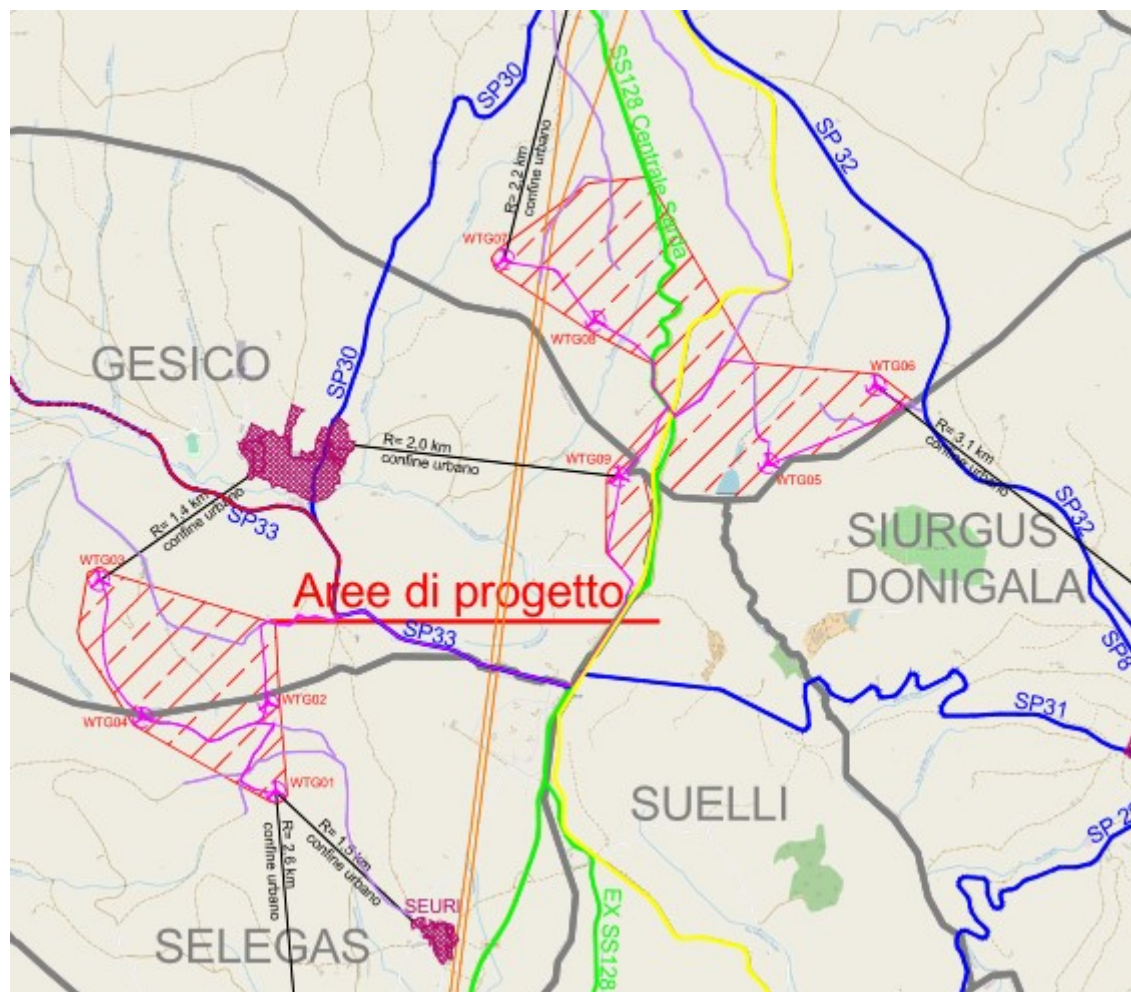 SP30
R= 2,2 km
confine urbano
SS128 Centrale Sarda
SP 32
WTG07
WTG08
GESICO
SP30
WTG06
R= 2,0 km
confine urbano
WTG09
WTG05
R= 3,1 km
confine urbano
R= 1,4 km
confine urbano
SP33
SP32
SIURGUS
DONIGALA
WTG03
Aree di progetto
SP33
SP8
WTG02
WTG04
SP31
WTG01
R= 1,5 km
confine urbano
R= 2,6 km
confine urbano
SUELLI
SEURI
SELEGAS
EX SS128